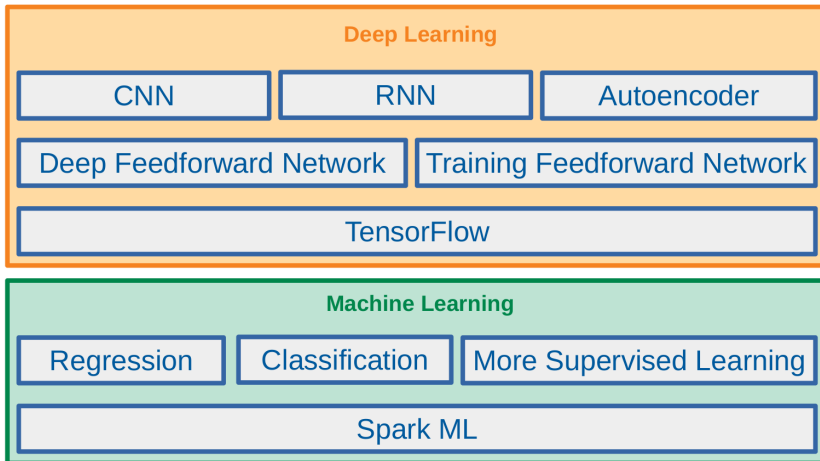 Deep Learning
CNN RNN Autoencoder
Deep Feedforward Network Training Feedforward Network
TensorFlow
Machine Learning
Regression Classification More Supervised Learning
Spark ML